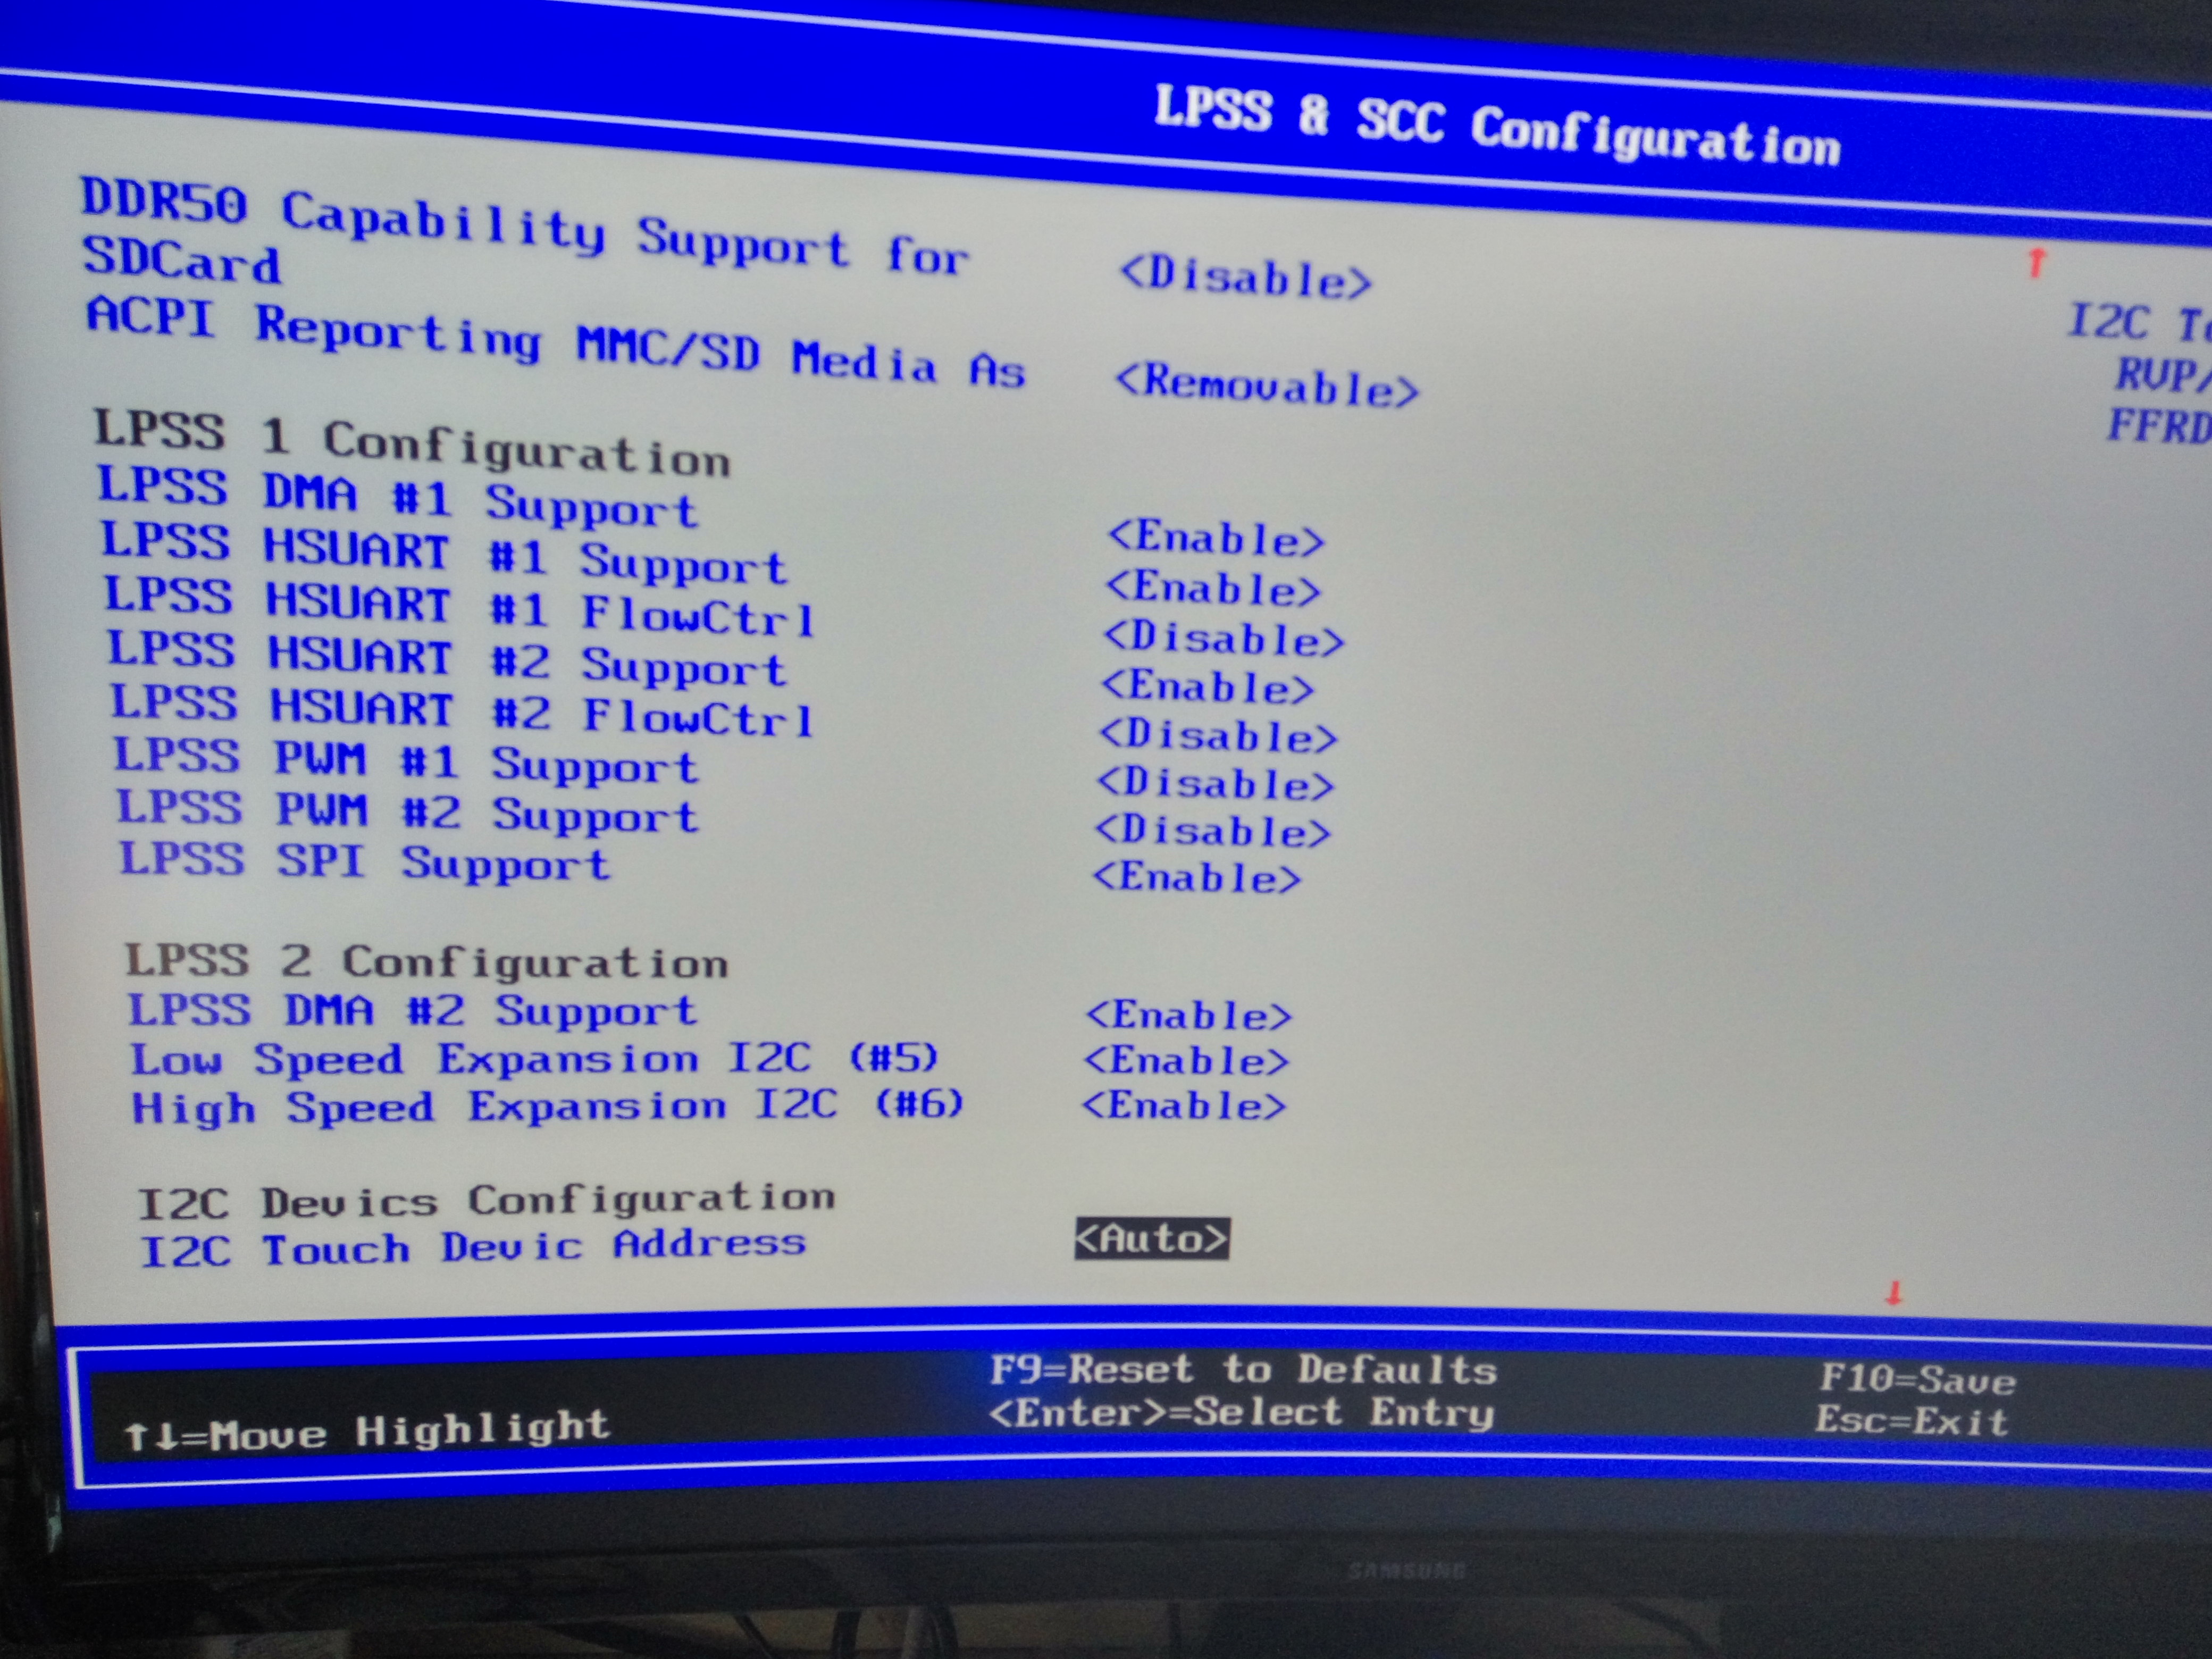 LPSS & SCC Configuration
DDR50 Capability Support for <Disable>
SDCard
ACPI Reporting MMC/SD Media As <Removable>
LPSS 1 Configuration
LPSS DMA #1 Support <Enable>
LPSS HSUART #1 Support <Enable>
LPSS HSUART #1 FlowCtrl <Disable>
LPSS HSUART #2 Support <Enable>
LPSS HSUART #2 FlowCtrl <Disable>
LPSS PWM #1 Support <Disable>
LPSS PWM #2 Support <Disable>
LPSS SPI Support <Enable>
LPSS 2 Configuration
LPSS DMA #2 Support <Enable>
Low Speed Expansion I2C (#5) <Enable>
High Speed Expansion I2C (#6) <Enable>
I2C Devics Configuration
I2C Touch Devic Address <Auto>
↑
I2C
RVP/
FFRD
↓
F9=Reset to Defaults F10=Save
↑↓=Move Highlight <Enter>=Select Entry Esc=Exit
SAMSUNG